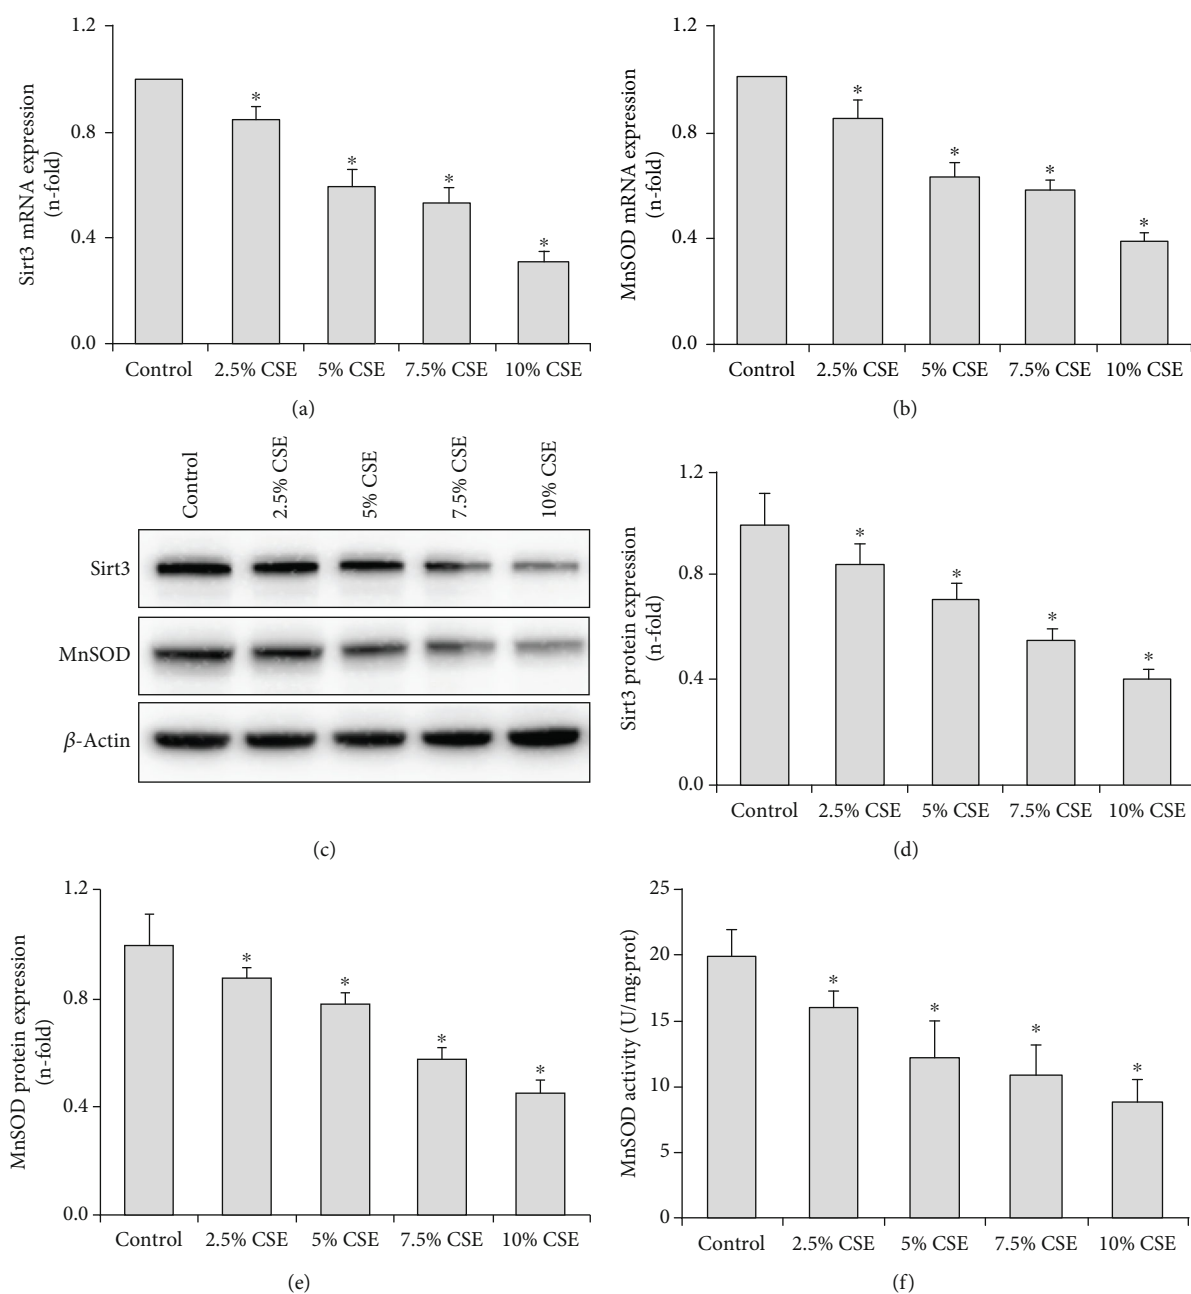 Sirt3 mRNA expression
(n-fold)
1.2
0.8
0.4
0.0
*
*
*
*
Control 2.5% CSE 5% CSE 7.5% CSE 10% CSE
(a)
MnSOD mRNA expression
(n-fold)
1.2
0.8
0.4
0.0
*
*
*
*
Control 2.5% CSE 5% CSE 7.5% CSE 10% CSE
(b)
Control 2.5% CSE 5% CSE 7.5% CSE 10% CSE
Sirt3
MnSOD
β-Actin
(c)
Sirt3 protein expression
(n-fold)
1.2
0.8
0.4
0.0
*
*
*
*
Control 2.5% CSE 5% CSE 7.5% CSE 10% CSE
(d)
MnSOD protein expression
(n-fold)
1.2
0.8
0.4
0.0
*
*
*
*
Control 2.5% CSE 5% CSE 7.5% CSE 10% CSE
(e)
MnSOD activity (U/mg·prot)
25
20
15
10
5
0
*
*
*
*
Control 2.5% CSE 5% CSE 7.5% CSE 10% CSE
(f)